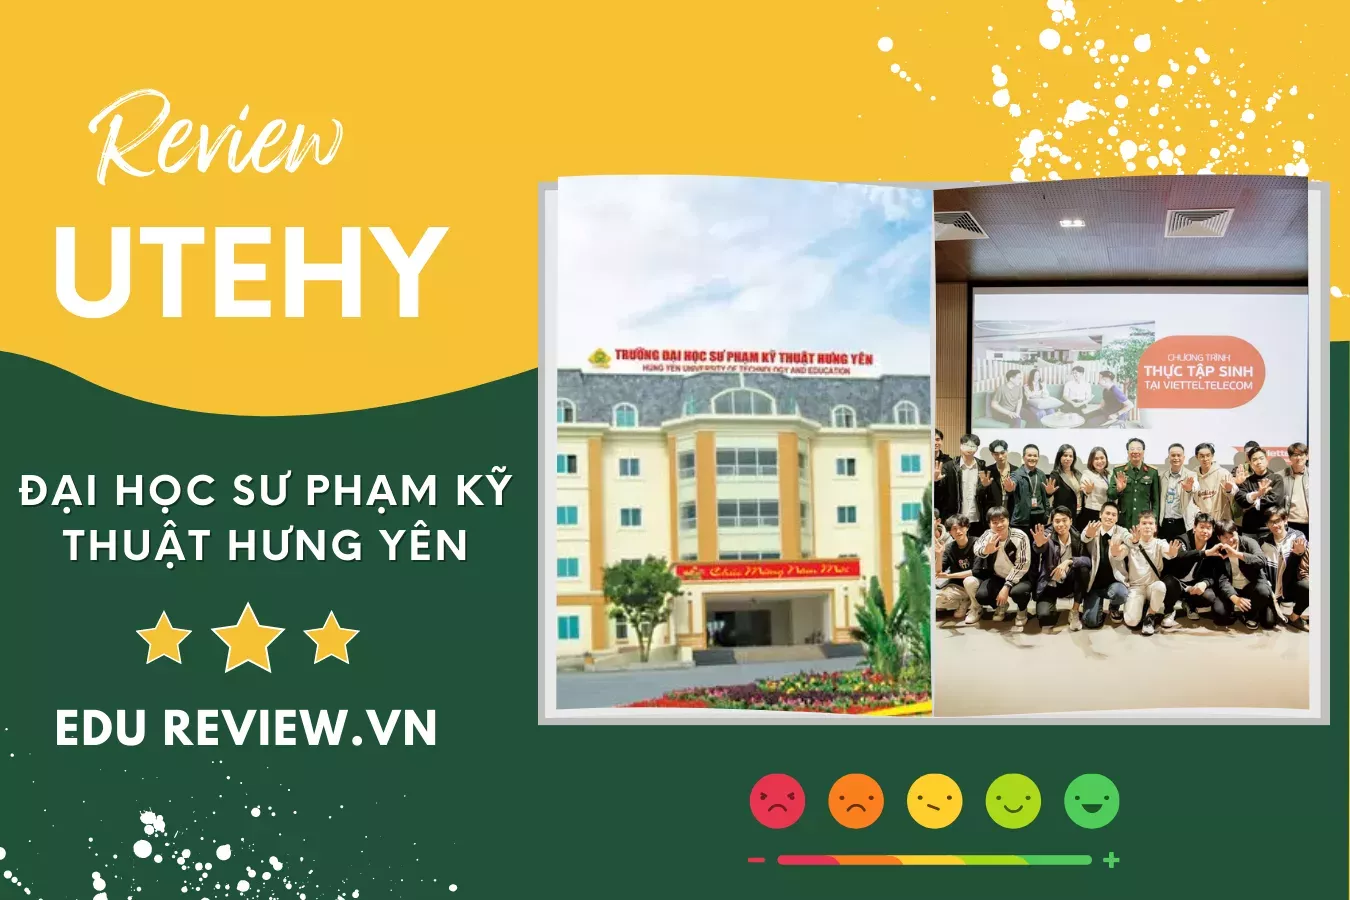 Review
UTEHY
ĐẠI HỌC SƯ PHẠM KỸ
THUẬT HƯNG YÊN
EDU REVIEW.VN
TRƯỜNG ĐẠI HỌC SƯ PHẠM KỸ THUẬT HƯNG YÊN
HUNG YEN UNIVERSITY OF TECHNOLOGY AND EDUCATION
Chúc Mừng Năm Mới
CHƯƠNG TRÌNH
THỰC TẬP SINH
TẠI VIETTELTELECOM